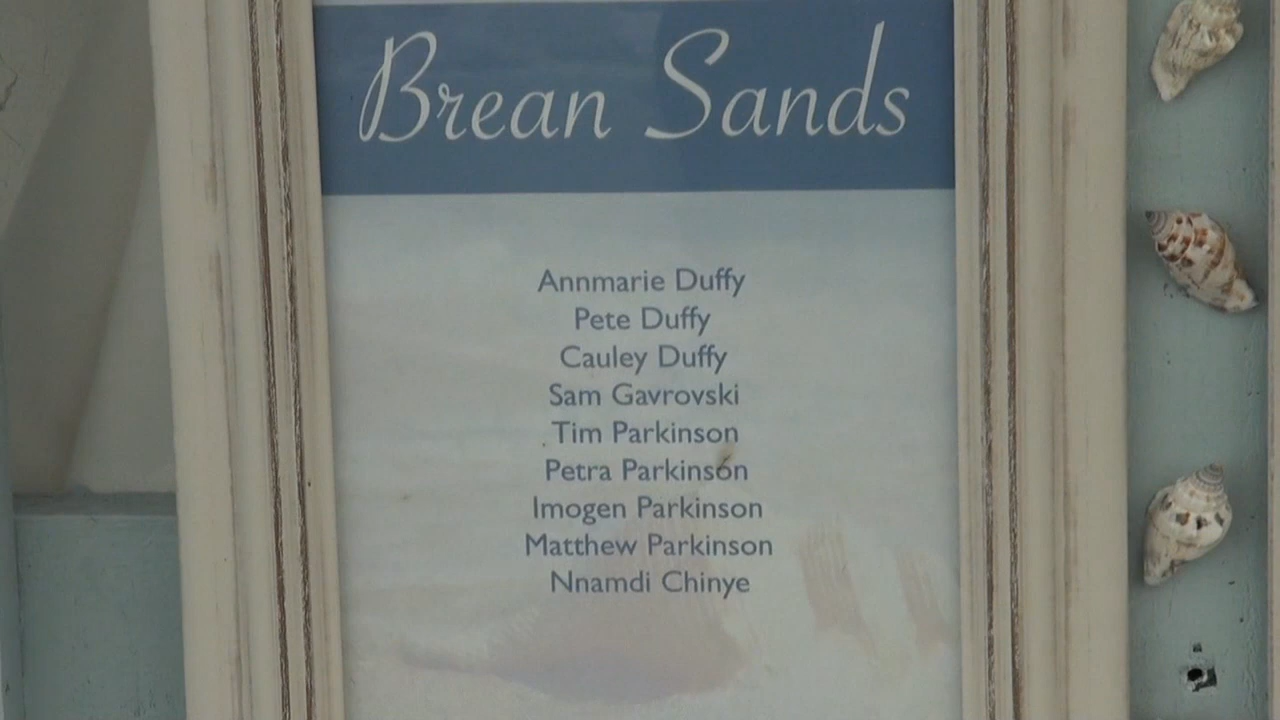 Brean Sands
Annmarie Duffy
Pete Duffy
Cauley Duffy
Sam Gavrovski
Tim Parkinson
Petra Parkinson
Imogen Parkinson
Matthew Parkinson
Nnamdi Chinye